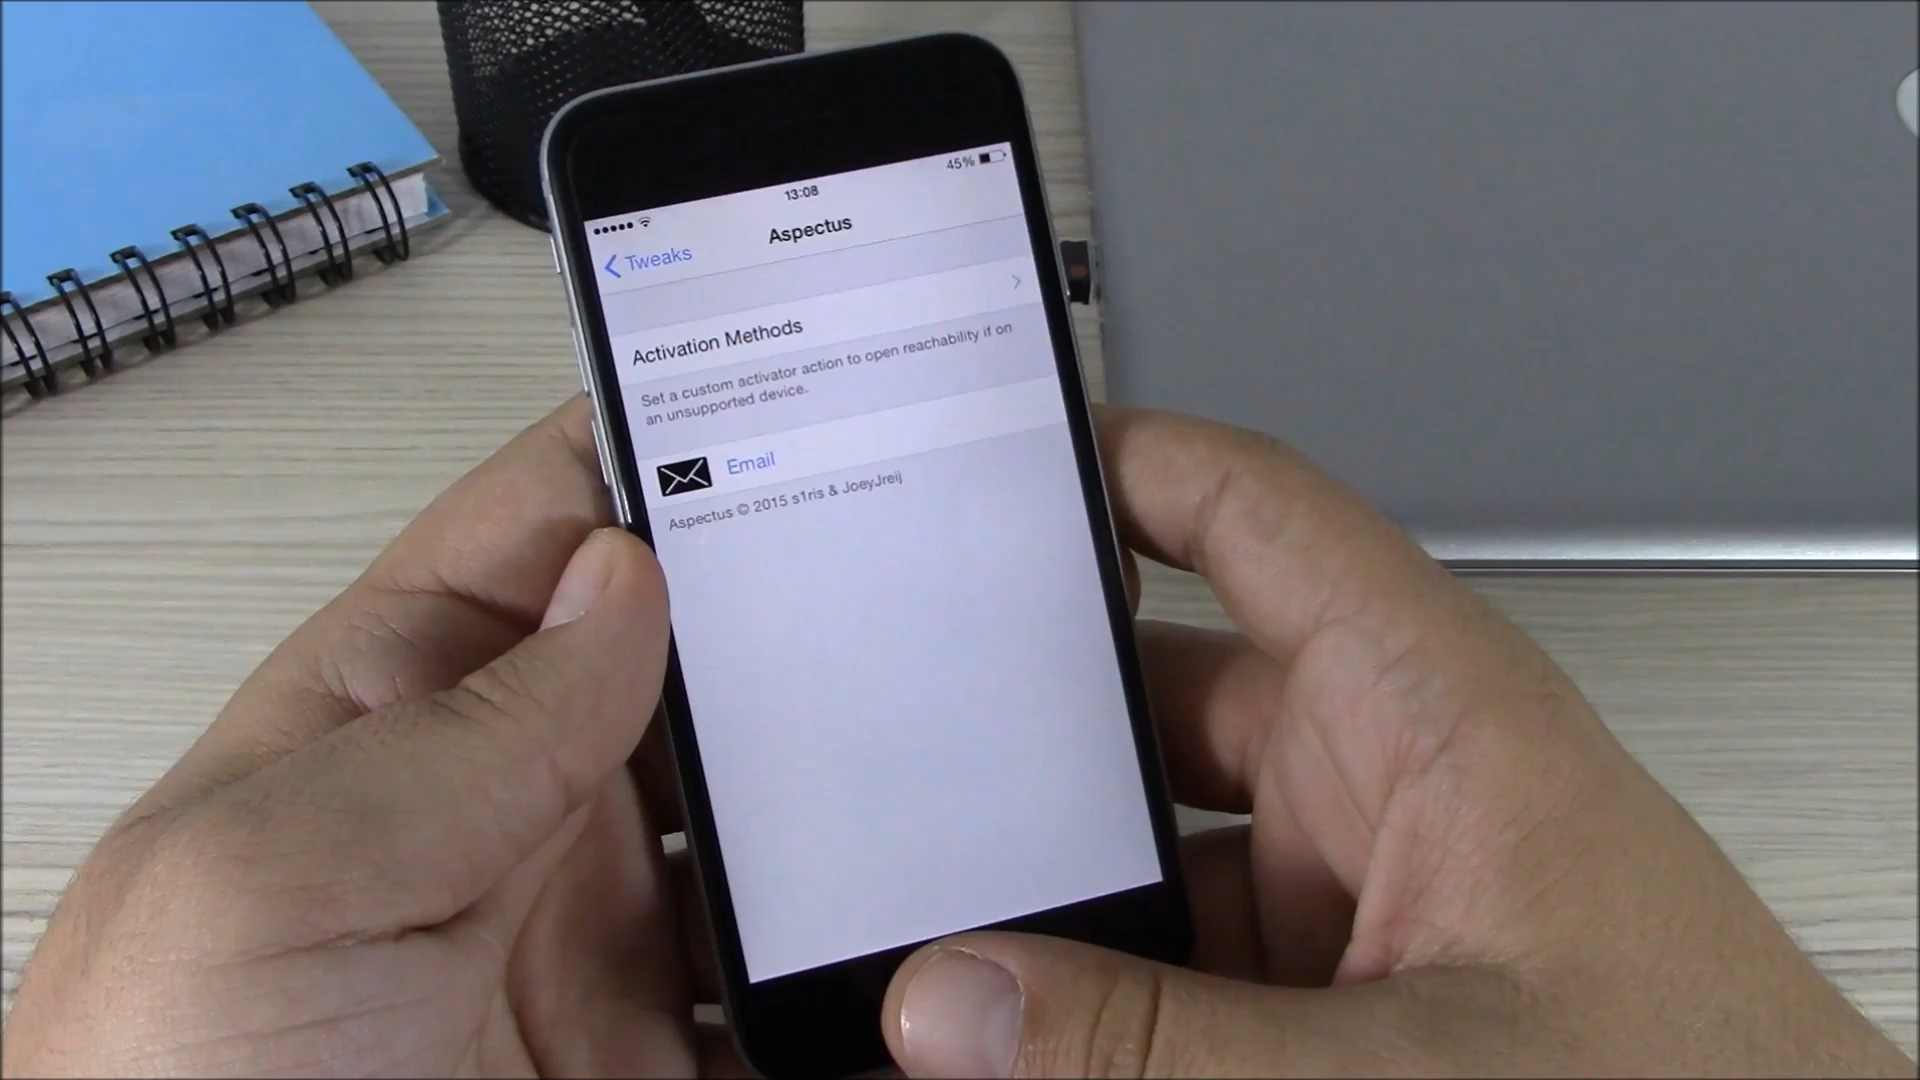 13:08
45%
Tweaks
Aspectus
Activation Methods
Set a custom activator action to open reachability if on
an unsupported device.
Email
Aspectus © 2015 s1ris & JoeyJreij